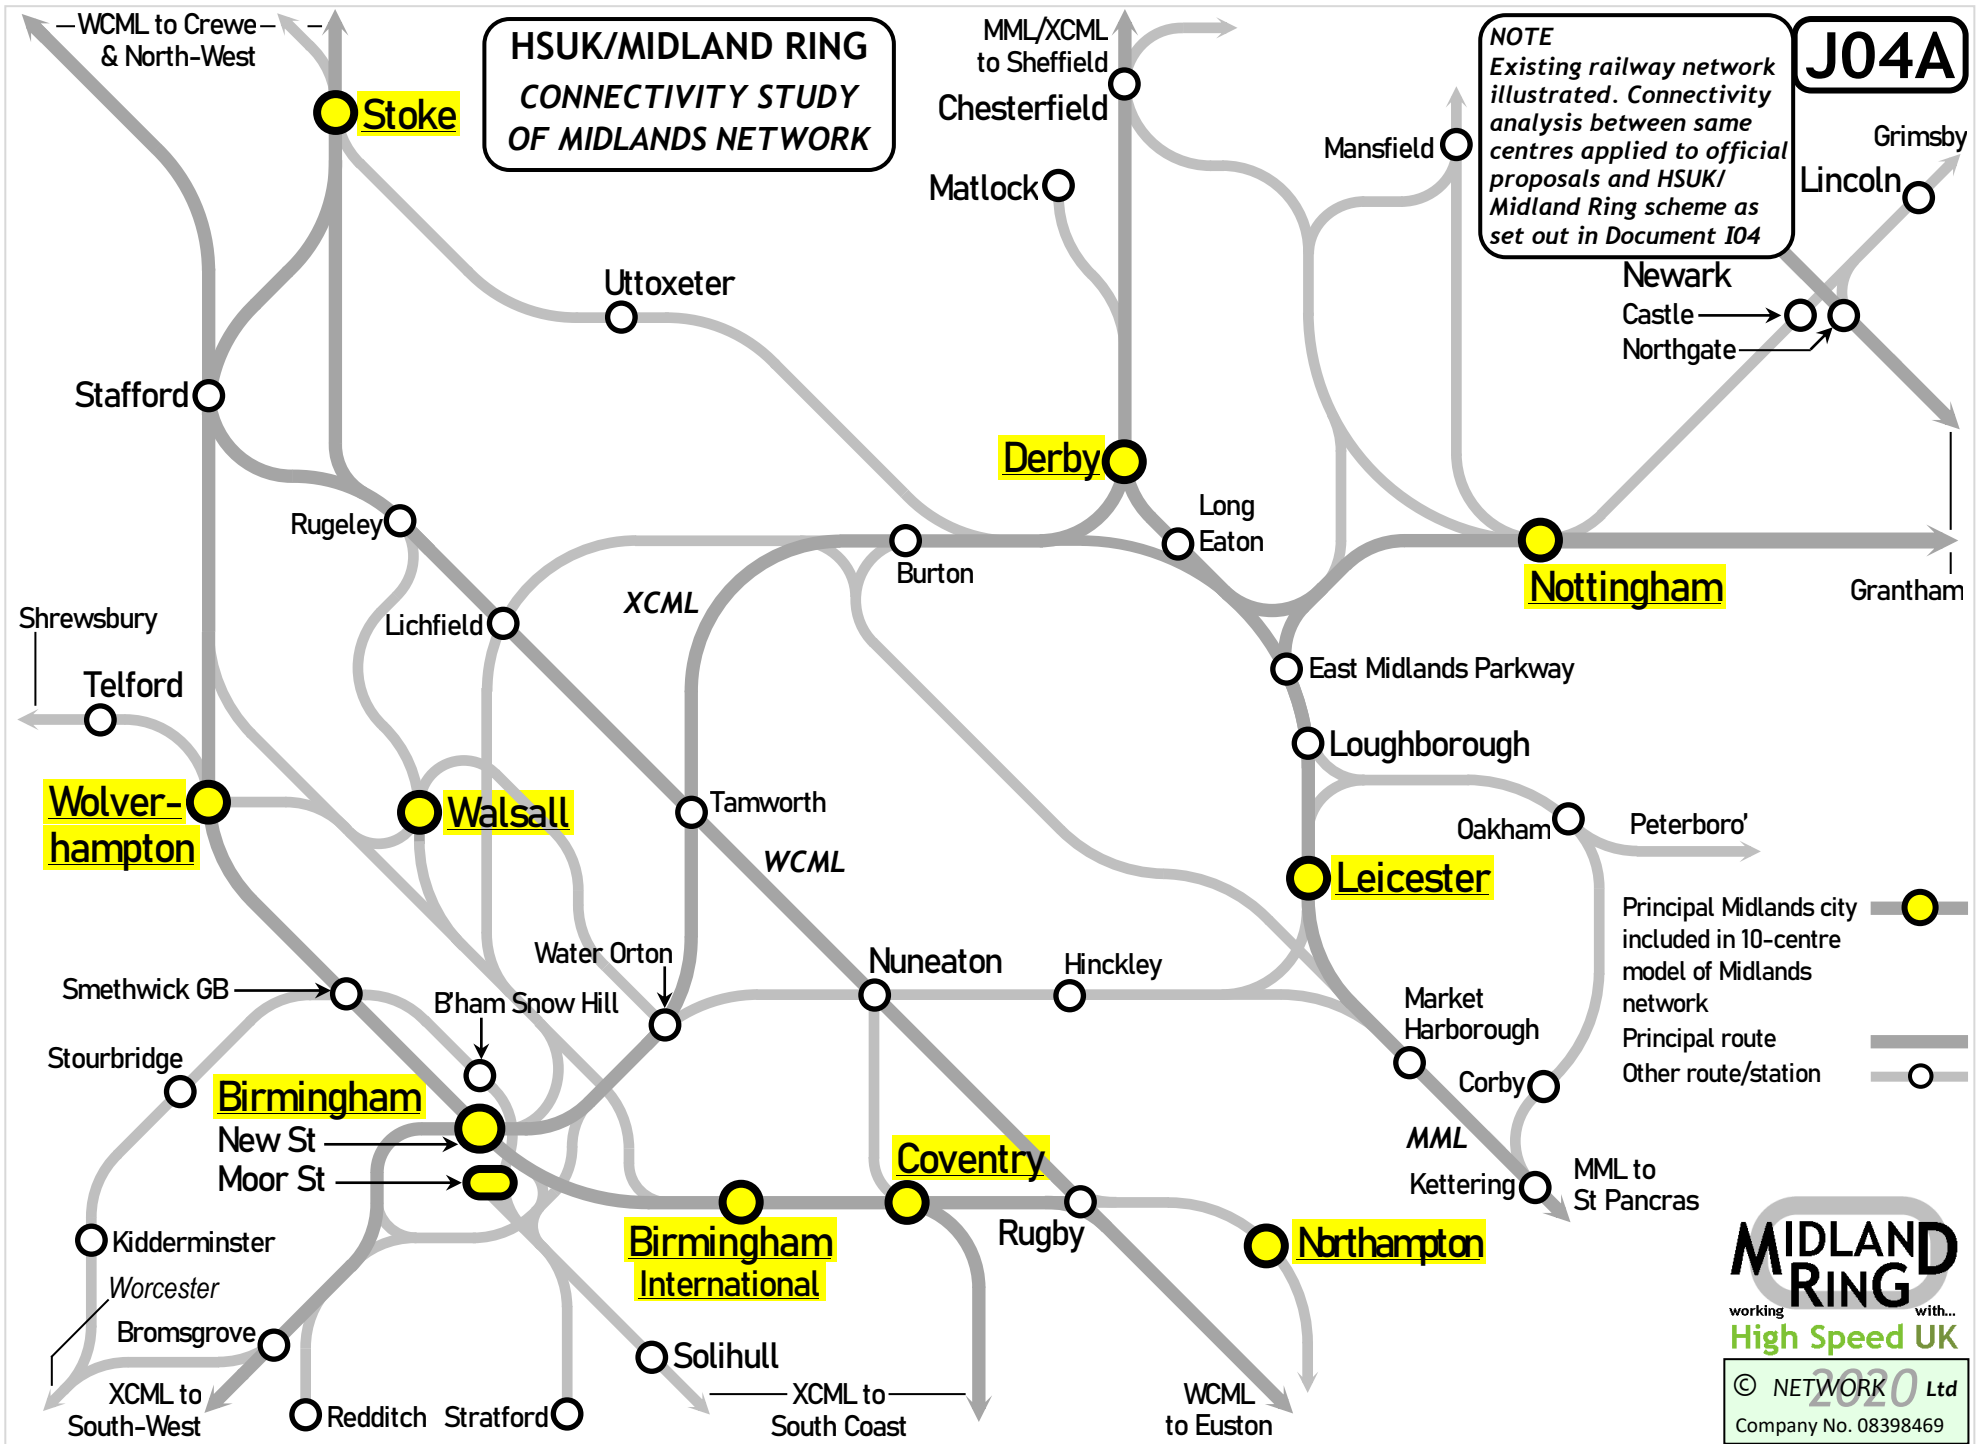 WCML to Crewe
& North-West
HSUK/MIDLAND RING
CONNECTIVITY STUDY
OF MIDLANDS NETWORK
MML/XCML
to Sheffield
NOTE
Existing railway network
illustrated. Connectivity
analysis between same
centres applied to official
proposals and HSUK/
Midland Ring scheme as
set out in Document I04
J04A
Stoke
Chesterfield
Mansfield
Grimsby
Matlock
Lincoln
Uttoxeter
Newark
Castle
Northgate
Stafford
Derby
Long
Eaton
Rugeley
Burton
Nottingham
Grantham
XCML
Shrewsbury
Lichfield
East Midlands Parkway
Telford
Loughborough
Wolver-
hampton
Walsall
Tamworth
WCML
Oakham
Peterboro'
Leicester
Principal Midlands city
included in 10-centre
model of Midlands
network
Principal route
Other route/station
Water Orton
Nuneaton
Hinckley
Smethwick GB
B'ham Snow Hill
Market
Harborough
Stourbridge
Corby
Birmingham
New St
Moor St
MML
Coventry
Kettering
MML to
St Pancras
Kidderminster
Birmingham
International
Rugby
Northampton
Worcester
Bromsgrove
Solihull
XCML to
South-West
Redditch
Stratford
XCML to
South Coast
WCML
to Euston
MIDLAND
RING
working with...
High Speed UK
© NETWORK 2020 Ltd
Company No. 08398469